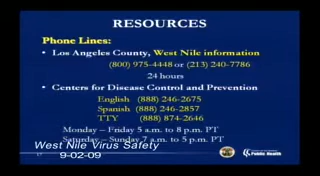 RESOURCES
Phone Lines:
• Los Angeles County, West Nile information
(800) 975-4448 or (213) 240-7786
24 hours
• Centers for Disease Control and Prevention
English (888) 246-2675
Spanish (888) 246-2857
TTY (888) 874-2646
Monday – Friday 5 a.m. to 8 p.m. PT
Saturday – Sunday 7 a.m. to 5 p.m. PT
West Nile Virus Safety
9-02-09
Public Health